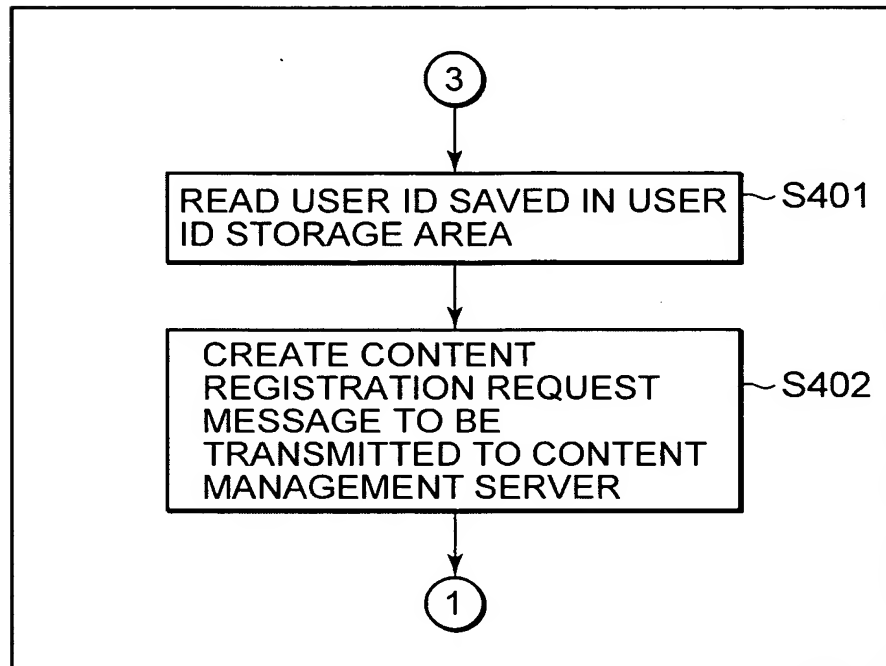 3
READ USER ID SAVED IN USER
ID STORAGE AREA
S401
CREATE CONTENT
REGISTRATION REQUEST
MESSAGE TO BE
TRANSMITTED TO CONTENT
MANAGEMENT SERVER
S402
1